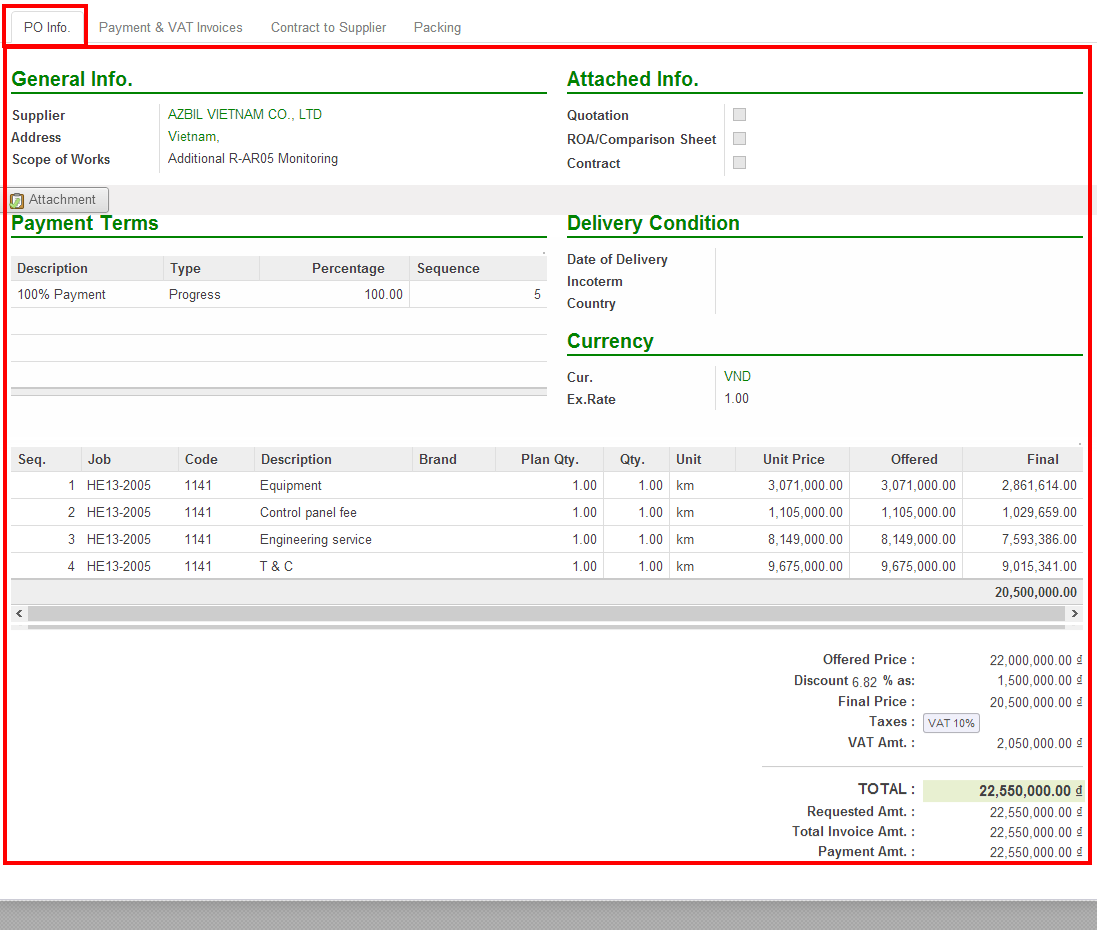 PO Info. Payment & VAT Invoices Contract to Supplier Packing
General Info.
Supplier AZBIL VIETNAM CO., LTD
Address Vietnam,
Scope of Works Additional R-AR05 Monitoring
Attached Info.
Quotation
ROA/Comparison Sheet
Contract
Attachment
Payment Terms
Description Type Percentage Sequence
100% Payment Progress 100.00 5
Delivery Condition
Date of Delivery
Incoterm
Country
Currency
Cur. VND
Ex.Rate 1.00
Seq. Job Code Description Brand Plan Qty. Qty. Unit Unit Price Offered Final
1 HE13-2005 1141 Equipment 1.00 1.00 km 3,071,000.00 3,071,000.00 2,861,614.00
2 HE13-2005 1141 Control panel fee 1.00 1.00 km 1,105,000.00 1,105,000.00 1,029,659.00
3 HE13-2005 1141 Engineering service 1.00 1.00 km 8,149,000.00 8,149,000.00 7,593,386.00
4 HE13-2005 1141 T & C 1.00 1.00 km 9,675,000.00 9,675,000.00 9,015,341.00
20,500,000.00
Offered Price : 22,000,000.00 ₫
Discount 6.82 % as: 1,500,000.00 ₫
Final Price : 20,500,000.00 ₫
Taxes : VAT 10%
VAT Amt. : 2,050,000.00 ₫
TOTAL : 22,550,000.00 ₫
Requested Amt. : 22,550,000.00 ₫
Total Invoice Amt. : 22,550,000.00 ₫
Payment Amt. : 22,550,000.00 ₫